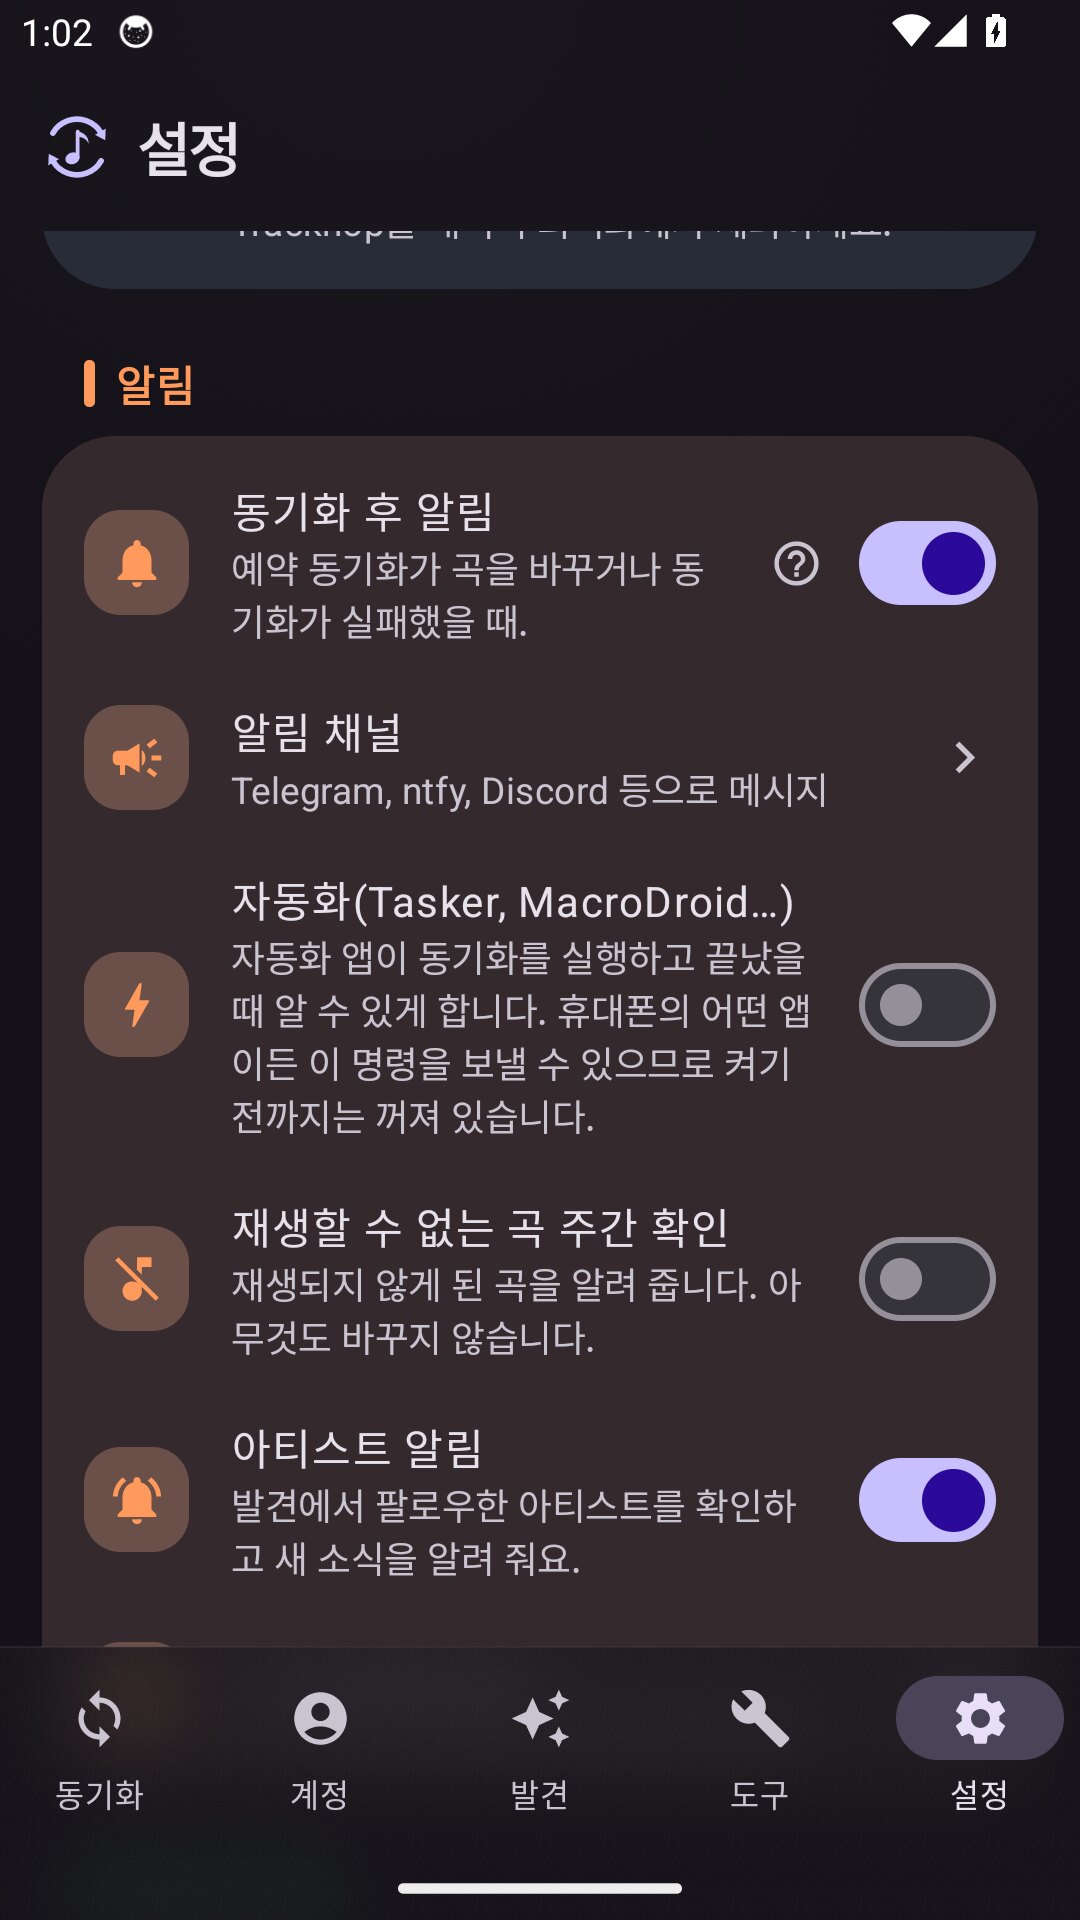 1:02
설정
알림
동기화 후 알림
예약 동기화가 곡을 바꾸거나 동
기화가 실패했을 때.
알림 채널
Telegram, ntfy, Discord 등으로 메시지
자동화(Tasker, MacroDroid…)
자동화 앱이 동기화를 실행하고 끝났을
때 알 수 있게 합니다. 휴대폰의 어떤 앱
이든 이 명령을 보낼 수 있으므로 켜기
전까지는 꺼져 있습니다.
재생할 수 없는 곡 주간 확인
재생되지 않게 된 곡을 알려 줍니다. 아
무것도 바꾸지 않습니다.
아티스트 알림
발견에서 팔로우한 아티스트를 확인하
고 새 소식을 알려 줘요.
동기화
계정
발견
도구
설정